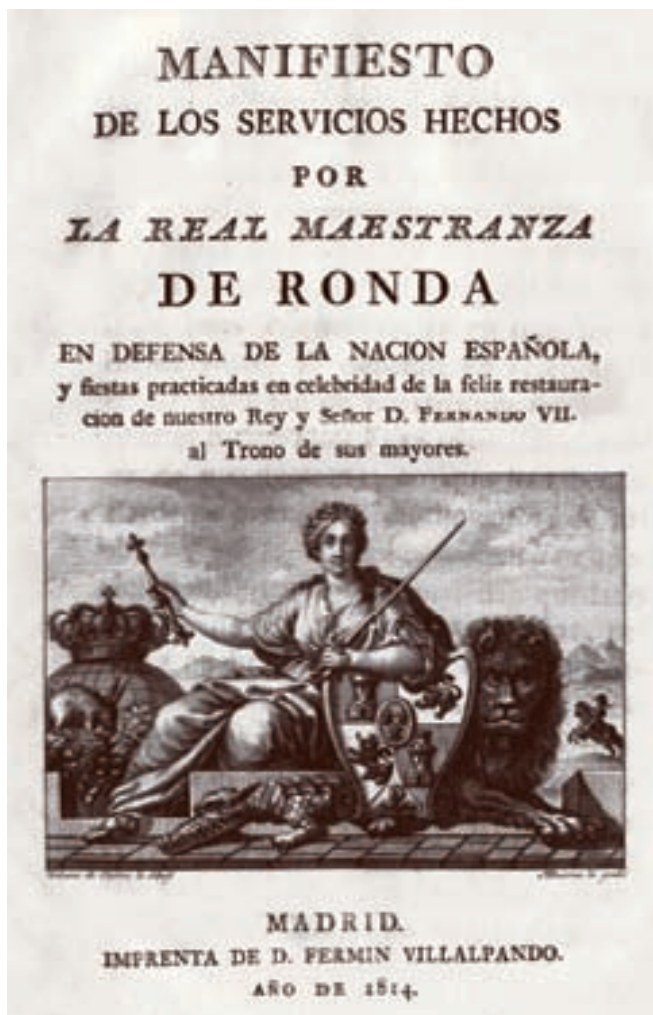 MANIFIESTO
DE LOS SERVICIOS HECHOS
POR
LA REAL MAESTRANZA
DE RONDA
EN DEFENSA DE LA NACION ESPAÑOLA,
y fiestas practicadas en celebridad de la feliz restaura-
cion de nuestro Rey y Señor D. FERNANDO VII.
al Trono de sus mayores.
MADRID.
IMPRENTA DE D. FERMIN VILLALPANDO.
AÑO DE 1814.